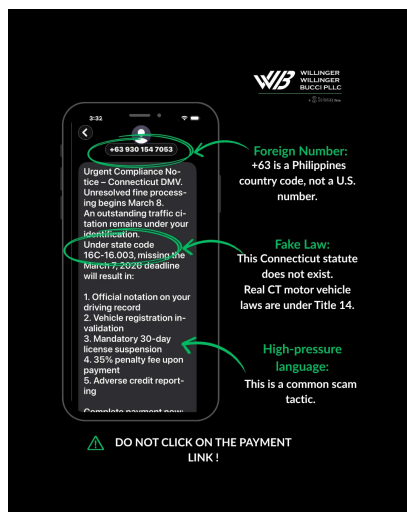 WB WILLINGER
WILLINGER
BUCCI PLLC
3:32
+63 930 154 7053
Urgent Compliance No-
tice – Connecticut DMV.
Unresolved fine process-
ing begins March 8.
An outstanding traffic ci-
tation remains under your
identification.
Under state code
16C-16.003, missing the
March 7, 2026 deadline
will result in:
1. Official notation on your
driving record
2. Vehicle registration in-
validation
3. Mandatory 30-day
license suspension
4. 35% penalty fee upon
payment
5. Adverse credit report-
ing
Complete payment now:
Foreign Number:
+63 is a Philippines
country code, not a U.S.
number.
Fake Law:
This Connecticut statute
does not exist.
Real CT motor vehicle
laws are under Title 14.
High-pressure
language:
This is a common scam
tactic.
DO NOT CLICK ON THE PAYMENT
LINK !